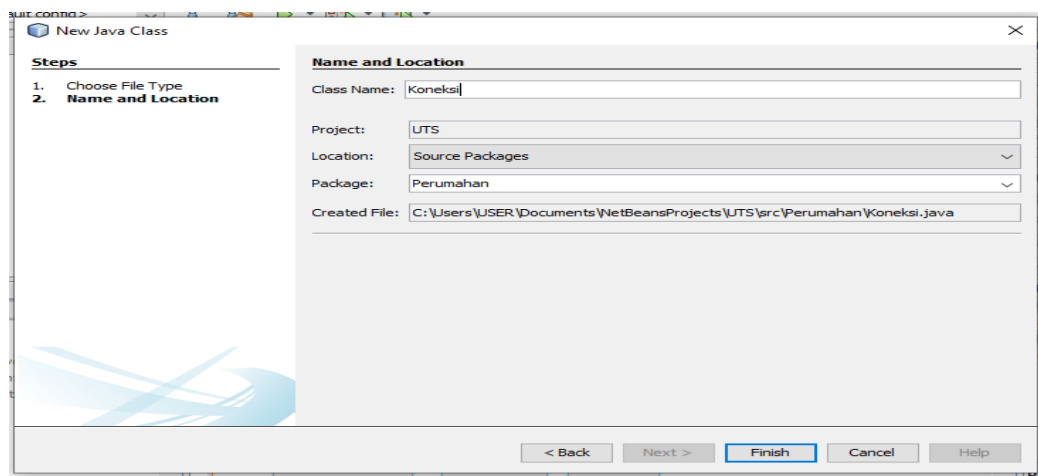 ault config>
New Java Class
Steps
1. Choose File Type
2. Name and Location
Name and Location
Class Name: Koneksi
Project: UTS
Location: Source Packages
Package: Perumahan
Created File: C:\Users\USER\Documents\NetBeansProjects\UTS\src\Perumahan\Koneksi.java
< Back
Next >
Finish
Cancel
Help